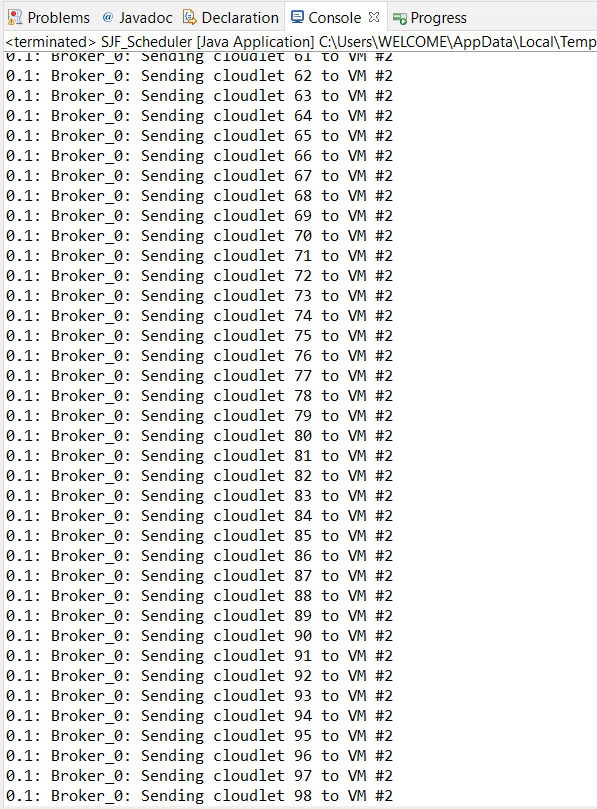 Problems @ Javadoc Declaration Console Progress
<terminated> SJF_Scheduler [Java Application] C:\Users\WELCOME\AppData\Local\Temp
0.1: Broker_0: Sending cloudlet 61 to VM #2
0.1: Broker_0: Sending cloudlet 62 to VM #2
0.1: Broker_0: Sending cloudlet 63 to VM #2
0.1: Broker_0: Sending cloudlet 64 to VM #2
0.1: Broker_0: Sending cloudlet 65 to VM #2
0.1: Broker_0: Sending cloudlet 66 to VM #2
0.1: Broker_0: Sending cloudlet 67 to VM #2
0.1: Broker_0: Sending cloudlet 68 to VM #2
0.1: Broker_0: Sending cloudlet 69 to VM #2
0.1: Broker_0: Sending cloudlet 70 to VM #2
0.1: Broker_0: Sending cloudlet 71 to VM #2
0.1: Broker_0: Sending cloudlet 72 to VM #2
0.1: Broker_0: Sending cloudlet 73 to VM #2
0.1: Broker_0: Sending cloudlet 74 to VM #2
0.1: Broker_0: Sending cloudlet 75 to VM #2
0.1: Broker_0: Sending cloudlet 76 to VM #2
0.1: Broker_0: Sending cloudlet 77 to VM #2
0.1: Broker_0: Sending cloudlet 78 to VM #2
0.1: Broker_0: Sending cloudlet 79 to VM #2
0.1: Broker_0: Sending cloudlet 80 to VM #2
0.1: Broker_0: Sending cloudlet 81 to VM #2
0.1: Broker_0: Sending cloudlet 82 to VM #2
0.1: Broker_0: Sending cloudlet 83 to VM #2
0.1: Broker_0: Sending cloudlet 84 to VM #2
0.1: Broker_0: Sending cloudlet 85 to VM #2
0.1: Broker_0: Sending cloudlet 86 to VM #2
0.1: Broker_0: Sending cloudlet 87 to VM #2
0.1: Broker_0: Sending cloudlet 88 to VM #2
0.1: Broker_0: Sending cloudlet 89 to VM #2
0.1: Broker_0: Sending cloudlet 90 to VM #2
0.1: Broker_0: Sending cloudlet 91 to VM #2
0.1: Broker_0: Sending cloudlet 92 to VM #2
0.1: Broker_0: Sending cloudlet 93 to VM #2
0.1: Broker_0: Sending cloudlet 94 to VM #2
0.1: Broker_0: Sending cloudlet 95 to VM #2
0.1: Broker_0: Sending cloudlet 96 to VM #2
0.1: Broker_0: Sending cloudlet 97 to VM #2
0.1: Broker_0: Sending cloudlet 98 to VM #2